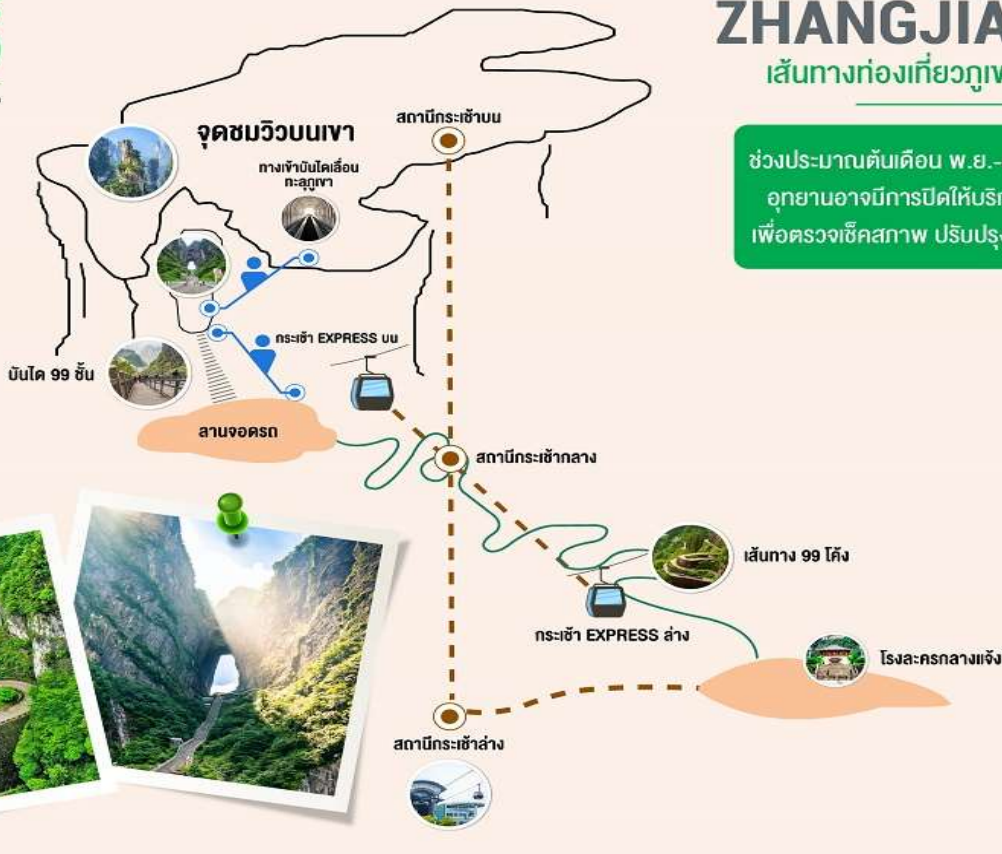 ZHANGJIA
เส้นทางท่องเที่ยวภูเข
ช่วงประมาณต้นเดือน พ.ย.-
อุทยานอาจมีการปิดให้บริก
เพื่อตรวจเช็คสภาพ ปรับปรุง
สถานีกระเช้าบน
จุดชมวิวบนเขา
ทางเข้าบันไดเลื่อน
ทะลุภูเขา
กระเช้า EXPRESS บน
บันได 99 ชั้น
ลานจอดรถ
สถานีกระเช้ากลาง
เส้นทาง 99 โค้ง
กระเช้า EXPRESS ล่าง
โรงละครกลางแจ้ง
สถานีกระเช้าล่าง